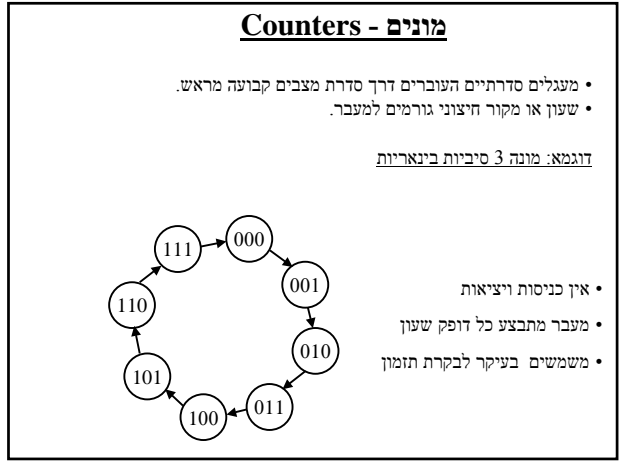 מונים - Counters
• מעגלים סדרתיים העוברים דרך סדרת מצבים קבועה מראש.
• שעון או מקור חיצוני גורמים למעבר.
דוגמא: מונה 3 סיביות בינאריות
000
001
010
011
100
101
110
111
• אין כניסות ויציאות
• מעבר מתבצע כל דופק שעון
• משמשים בעיקר לבקרת תזמון